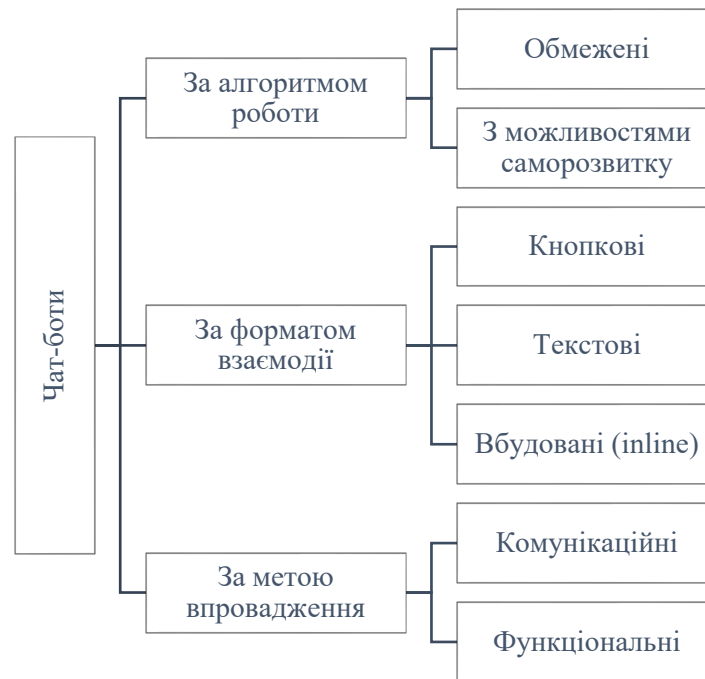 Чат-боти
За алгоритмом
роботи
Обмежені
З можливостями
саморозвитку
За форматом
взаємодії
Кнопкові
Текстові
Вбудовані (inline)
За метою
впровадження
Комунікаційні
Функціональні